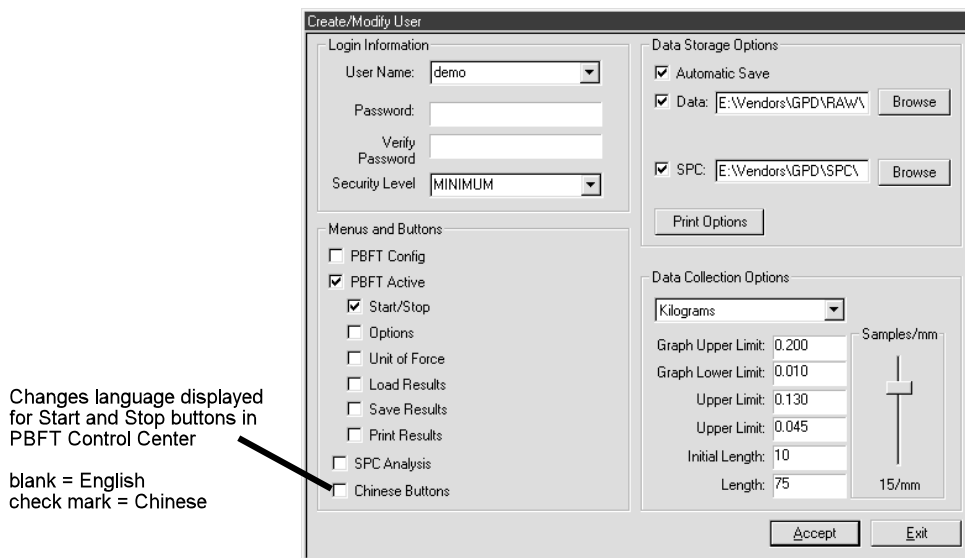 Create/Modify User
Login Information
User Name: demo
Password:
Verify
Password
Security Level MINIMUM
Menus and Buttons
PBFT Config
PBFT Active
Start/Stop
Options
Unit of Force
Load Results
Save Results
Print Results
SPC Analysis
Chinese Buttons
Data Storage Options
Automatic Save
Data: E:\Vendors\GPD\RAW\ Browse
SPC: E:\Vendors\GPD\SPC\ Browse
Print Options
Data Collection Options
Kilograms
Graph Upper Limit: 0.200
Graph Lower Limit: 0.010
Upper Limit: 0.130
Upper Limit: 0.045
Initial Length: 10
Length: 75
Samples/mm
15/mm
Accept Exit
Changes language displayed
for Start and Stop buttons in
PBFT Control Center
blank = English
check mark = Chinese